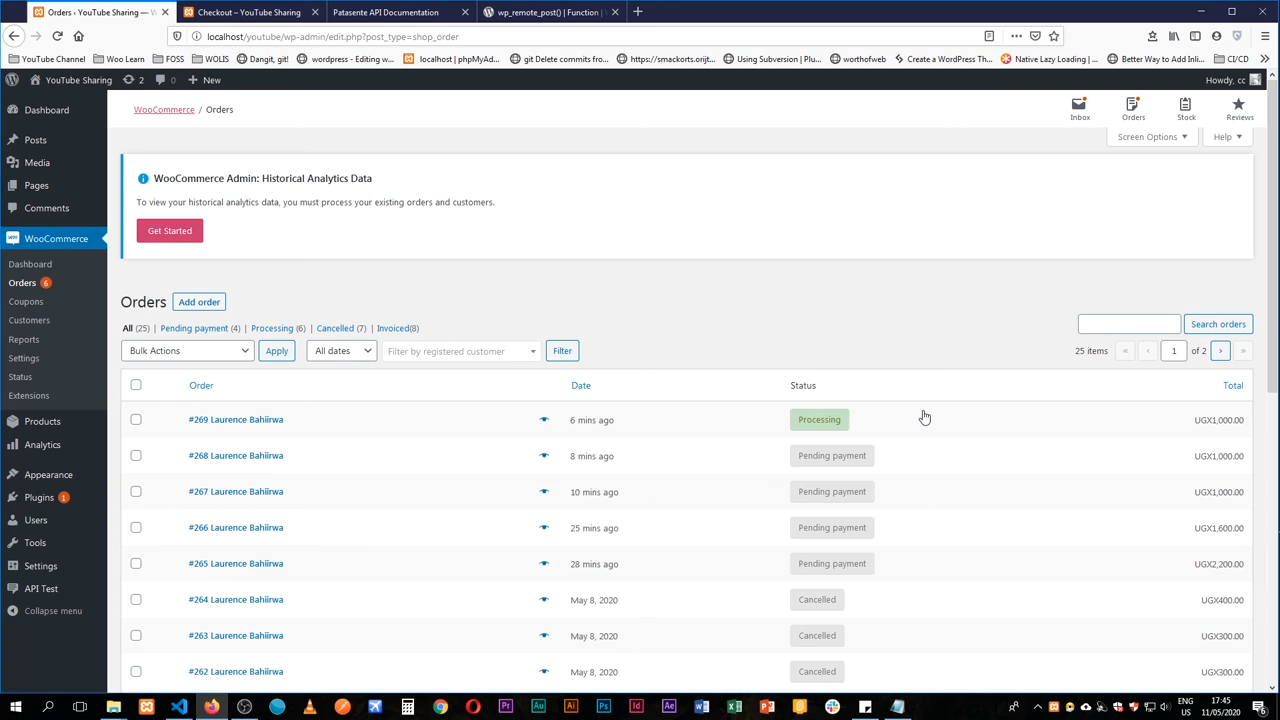 Orders ‹ YouTube Sharing — W
Checkout – YouTube Sharing
Patasente API Documentation
wp_remote_post() | Function | W
localhost/youtube/wp-admin/edit.php?post_type=shop_order
YouTube Channel
Woo Learn
FOSS
WOLIS
Dangit, git!
wordpress - Editing w...
localhost | phpMyAd...
git Delete commits fro...
https://smackorts.orijt...
Using Subversion | Plu...
worthofweb
Create a WordPress Th...
Native Lazy Loading | ...
Better Way to Add Inli...
CI/CD
YouTube Sharing
2
0
New
Howdy, cc
Dashboard
Posts
Media
Pages
Comments
WooCommerce
Dashboard
Orders 6
Coupons
Customers
Reports
Settings
Status
Extensions
Products
Analytics
Appearance
Plugins 1
Users
Tools
Settings
API Test
Collapse menu
WooCommerce / Orders
Inbox
Orders
Stock
Reviews
Screen Options
Help
WooCommerce Admin: Historical Analytics Data
To view your historical analytics data, you must process your existing orders and customers.
Get Started
Orders
Add order
All (25) | Pending payment (4) | Processing (6) | Cancelled (7) | Invoiced(8)
Search orders
Bulk Actions
Apply
All dates
Filter by registered customer
Filter
25 items « ‹ 1 of 2 › »
Order Date Status Total
#269 Laurence Bahiirwa 6 mins ago Processing UGX1,000.00
#268 Laurence Bahiirwa 8 mins ago Pending payment UGX1,000.00
#267 Laurence Bahiirwa 10 mins ago Pending payment UGX1,000.00
#266 Laurence Bahiirwa 25 mins ago Pending payment UGX1,600.00
#265 Laurence Bahiirwa 28 mins ago Pending payment UGX2,200.00
#264 Laurence Bahiirwa May 8, 2020 Cancelled UGX400.00
#263 Laurence Bahiirwa May 8, 2020 Cancelled UGX300.00
#262 Laurence Bahiirwa May 8, 2020 Cancelled UGX300.00
Pr
Au
Ai
Ps
Id
Ae
ENG
US
17:45
11/05/2020